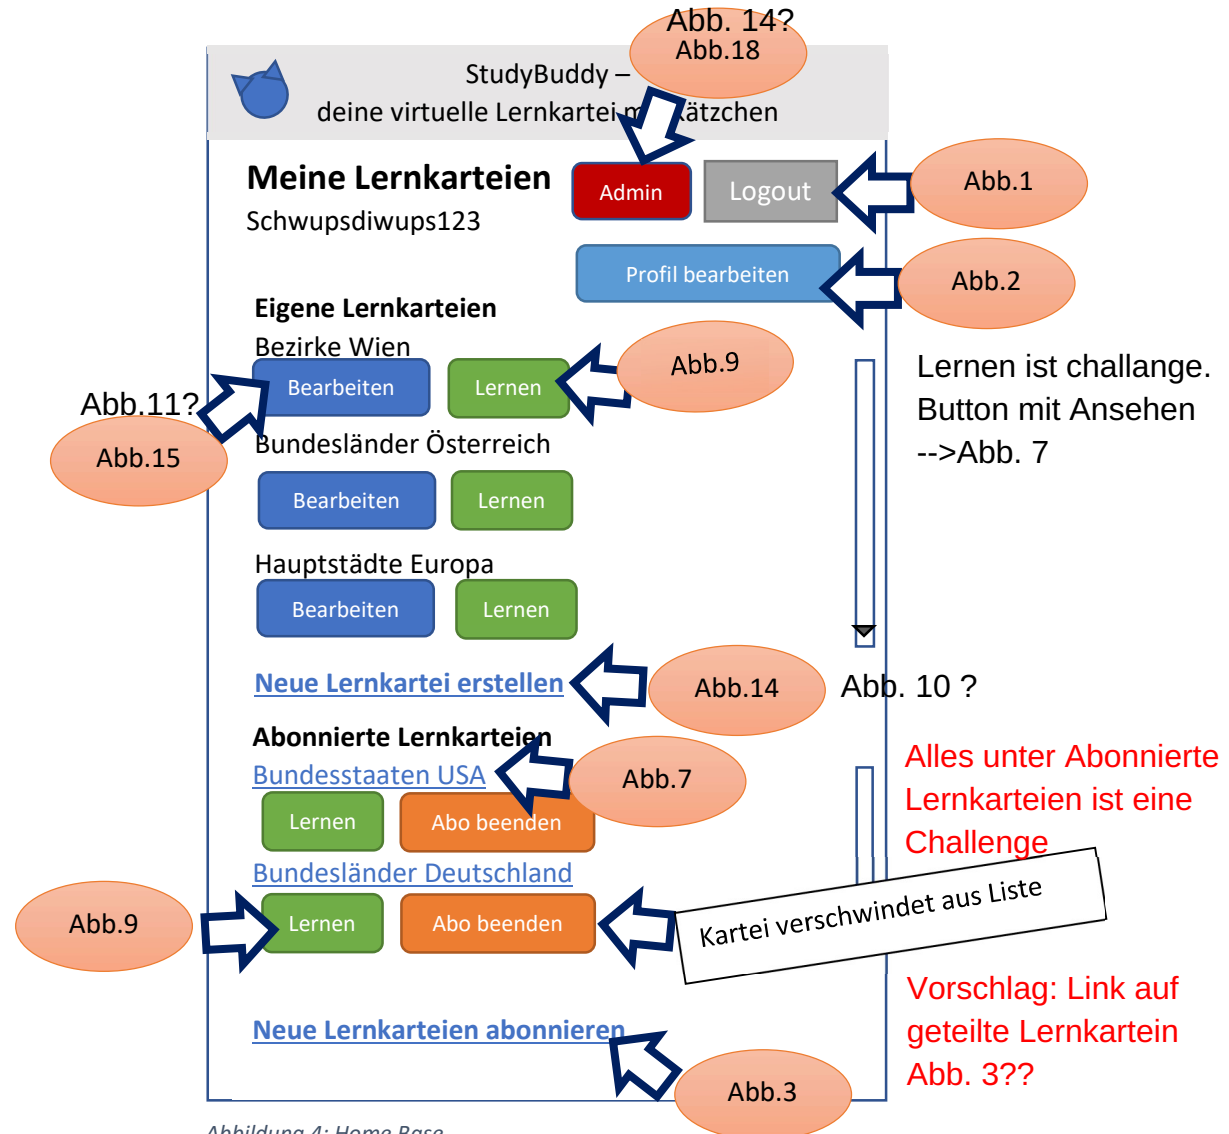 Abb. 14?
Abb.18
StudyBuddy –
deine virtuelle Lernkartei m kätzchen
Meine Lernkarteien
Admin
Logout
Abb.1
Schwupsdiwups123
Profil bearbeiten
Abb.2
Eigene Lernkarteien
Bezirke Wien
Bearbeiten
Lernen
Abb.9
Lernen ist challange.
Button mit Ansehen
-->Abb. 7
Abb.11?
Abb.15
Bundesländer Österreich
Bearbeiten
Lernen
Hauptstädte Europa
Bearbeiten
Lernen
Neue Lernkartei erstellen
Abb.14
Abb. 10 ?
Abonnierte Lernkarteien
Bundesstaaten USA
Abb.7
Alles unter Abonnierte
Lernkarteien ist eine
Challenge
Lernen
Abo beenden
Bundesländer Deutschland
Abb.9
Lernen
Abo beenden
Kartei verschwindet aus Liste
Vorschlag: Link auf
geteilte Lernkartein
Abb. 3??
Neue Lernkarteien abonnieren
Abb.3
Abbildung 4: Home Base